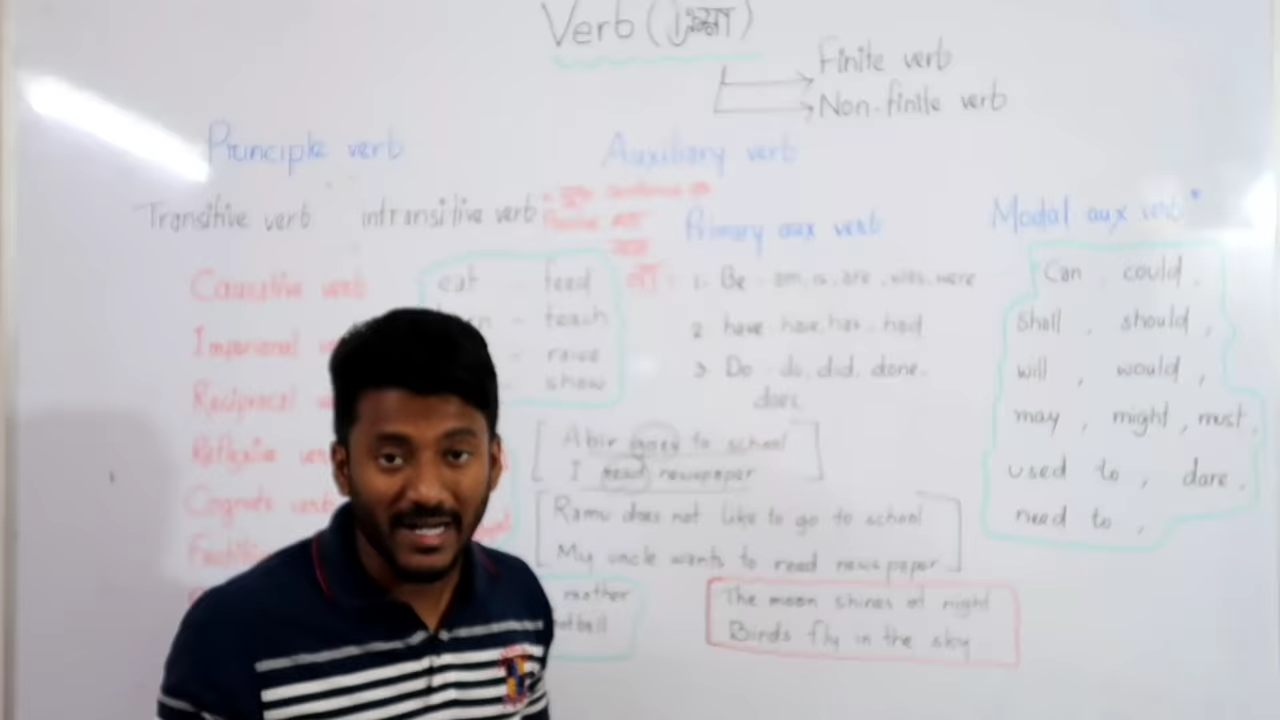 Verb (ক্রিয়া)
Finite verb
Non-finite verb
Principle verb
Auxiliary verb
Transitive verb
intransitive verb
Primary aux verb
Modal aux verb *
Causative verb
Impersonal
Reciprocal
Reflexive
Cognate verb
eat - feed
- teach
- raise
- show
1. Be - am, is, are, was, were
2 have - have, has, had
3 Do - do, did, done.
does
Can , could ,
shall , should ,
will , would ,
may , might , must ,
used to , dare ,
need to ,
Abir goes to school
I read newspaper
Ramu does not like to go to school
My uncle wants to read newspaper
mother
The moon shines at night
Birds fly in the sky